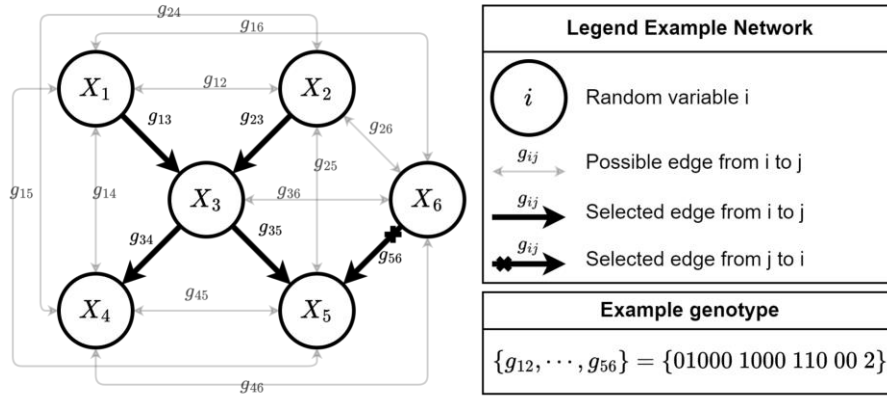 g₂₄
g₁₆
X₁
g₁₂
X₂
g₁₃
g₂₃
g₂₆
g₁₅
g₁₄
X₃
g₂₅
g₃₆
X₆
g₃₄
g₃₅
g₅₆
X₄
g₄₅
X₅
g₄₆
Legend Example Network
i
Random variable i
gᵢⱼ
Possible edge from i to j
gᵢⱼ
Selected edge from i to j
gᵢⱼ
Selected edge from j to i
Example genotype
{g₁₂, ⋯, g₅₆} = {01000 1000 110 00 2}